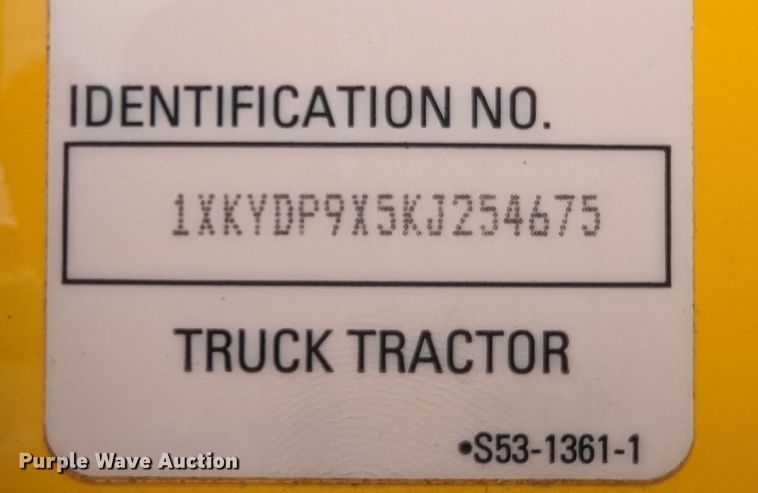 IDENTIFICATION NO.
1XKYDP9X5KJ254675
TRUCK TRACTOR
•S53-1361-1
Purple Wave Auction